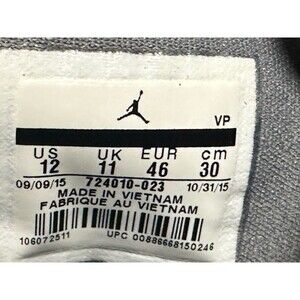 VP
US UK EUR cm
12 11 46 30
09/09/15 724010-023 10/31/15
MADE IN VIETNAM
FABRIQUE AU VIETNAM
106072511 UPC 00886668150246